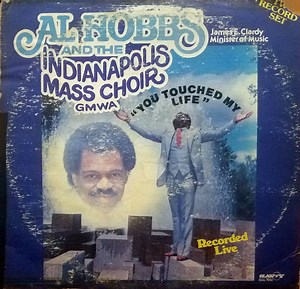 RECORD
SET
AL HOBBS
AND THE
INDIANAPOLIS
MASS CHOIR
GMWA
James E. Clardy
Minister of Music
"YOU TOUCHED MY
LIFE"
Recorded
Live
SAVOY